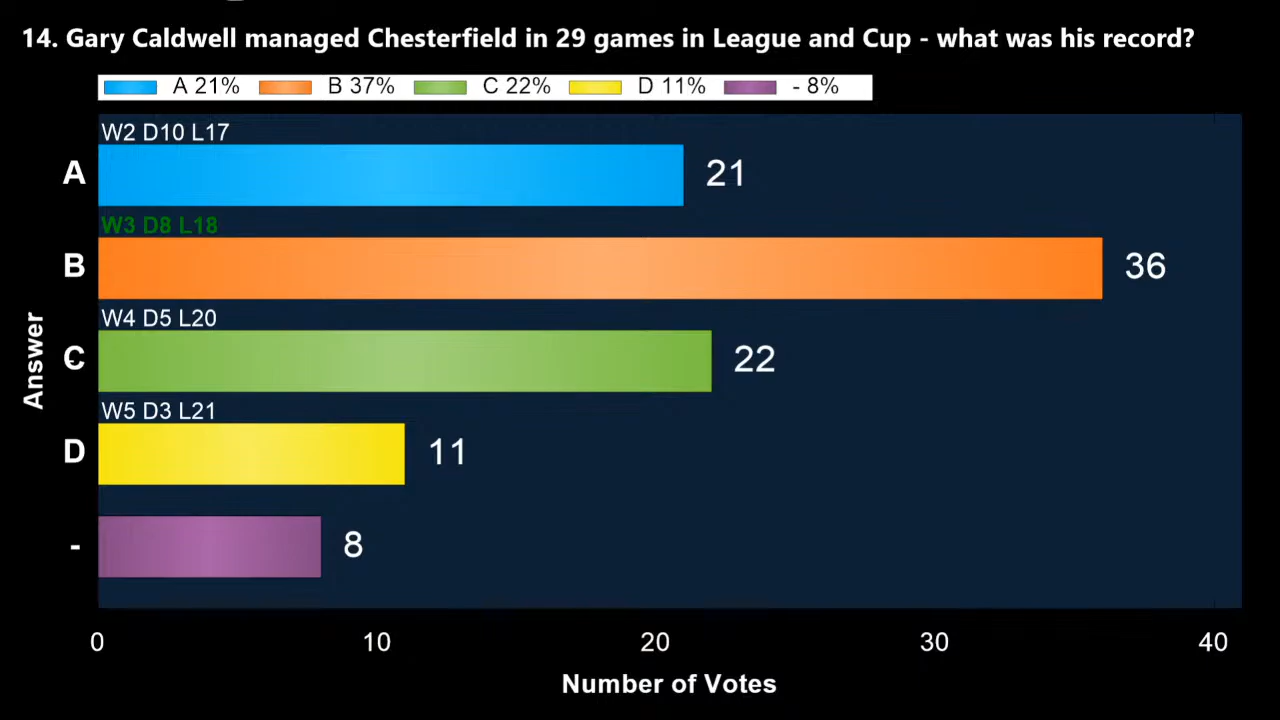 14. Gary Caldwell managed Chesterfield in 29 games in League and Cup - what was his record?
A 21% B 37% C 22% D 11% - 8%
W2 D10 L17
A 21
W3 D8 L18
B 36
W4 D5 L20
C 22
W5 D3 L21
D 11
- 8
Answer
0 10 20 30 40
Number of Votes